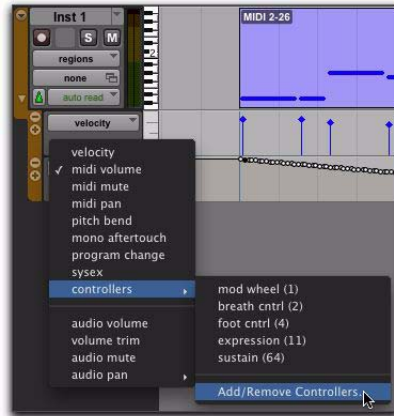 Inst 1
MIDI 2-26
S M
regions
none
2
auto read
velocity
velocity
✓ midi volume
midi mute
midi pan
pitch bend
mono aftertouch
program change
sysex
controllers
audio volume
volume trim
audio mute
audio pan
mod wheel (1)
breath cntrl (2)
foot cntrl (4)
expression (11)
sustain (64)
Add/Remove Controllers...